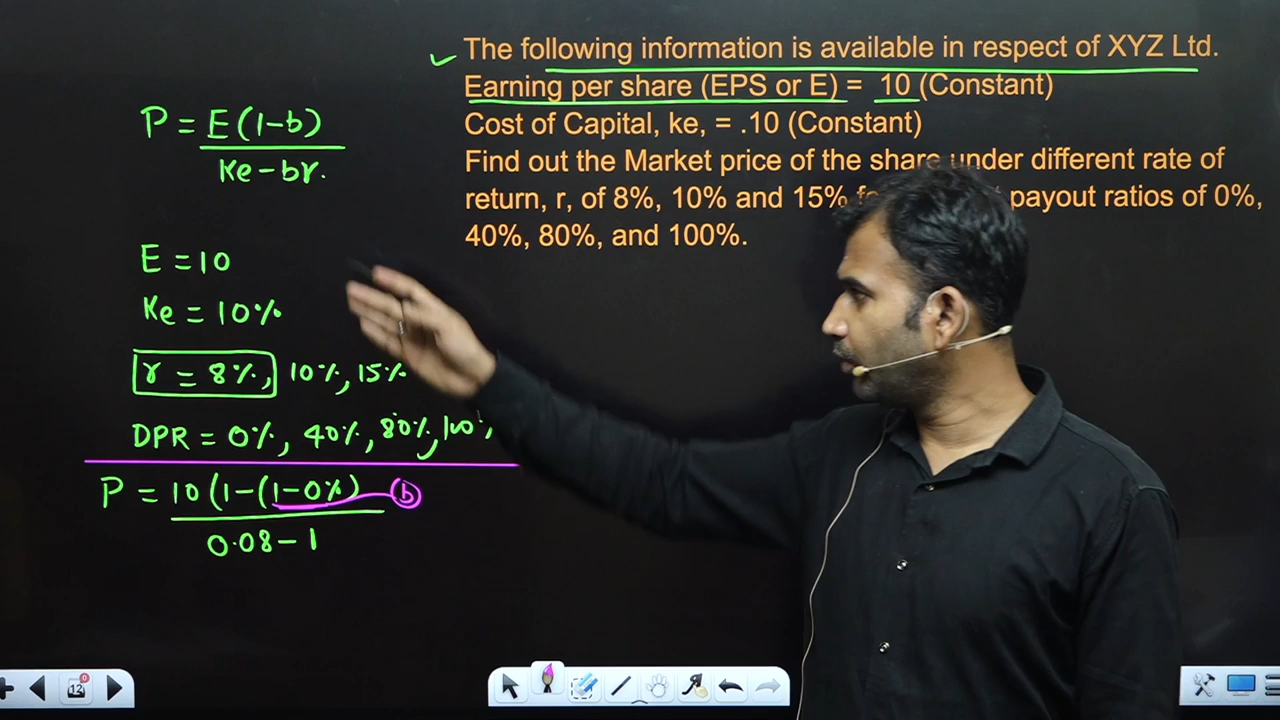 The following information is available in respect of XYZ Ltd.
Earning per share (EPS or E) = 10 (Constant)
Cost of Capital, ke, = .10 (Constant)
Find out the Market price of the share under different rate of
return, r, of 8%, 10% and 15% payout ratios of 0%,
40%, 80%, and 100%.
P = E(1-b)
Ke-br.
E = 10
Ke = 10%
r = 8%, 10%, 15%
DPR = 0%, 40%, 80%, 100%
P = 10(1-(1-0%) b
0.08-1
12